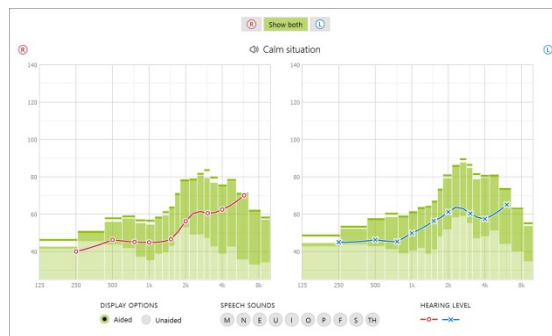 R Show both L
R Calm situation L
140 140
120 120
100 100
80 80
60 60
40 40
125 250 500 1k 2k 4k 8k 125 250 500 1k 2k 4k 8k
DISPLAY OPTIONS SPEECH SOUNDS HEARING LEVEL
Aided Unaided M N E U I O P F S TH